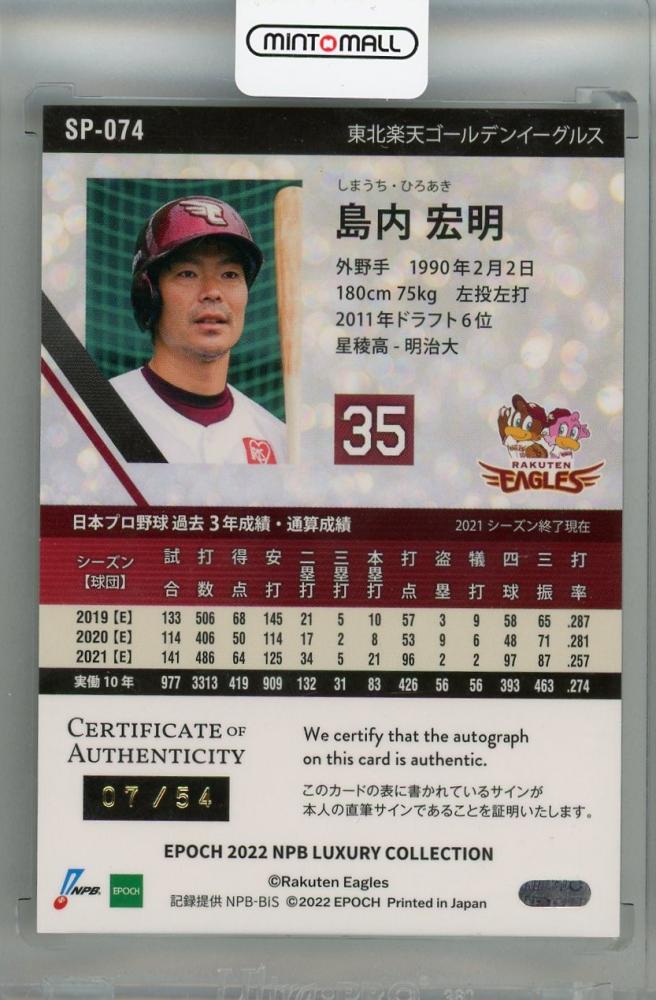 MINTMALL
SP-074 東北楽天ゴールデンイーグルス
しまうち・ひろあき
島内 宏明
外野手 1990年2月2日
180cm 75kg 左投左打
2011年ドラフト6位
星稜高 - 明治大
35
RAKUTEN
EAGLES
日本プロ野球 過去3年成績・通算成績 2021 シーズン終了現在
シーズン【球団】 試合 打数 得点 安打 二塁打 三塁打 本塁打 打点 盗塁 犠打 四球 三振 打率
2019【E】 133 506 68 145 21 5 10 57 3 9 58 65 .287
2020【E】 114 406 50 114 17 2 8 53 9 6 48 71 .281
2021【E】 141 486 64 125 34 5 21 96 2 2 97 87 .257
実働10年 977 3313 419 909 132 31 83 426 56 56 393 463 .274
CERTIFICATE OF
AUTHENTICITY
07/54
We certify that the autograph
on this card is authentic.
このカードの表に書かれているサインが
本人の直筆サインであることを証明いたします。
EPOCH 2022 NPB LUXURY COLLECTION
NPB
EPOCH
©Rakuten Eagles
記録提供 NPB-BiS ©2022 EPOCH Printed in Japan